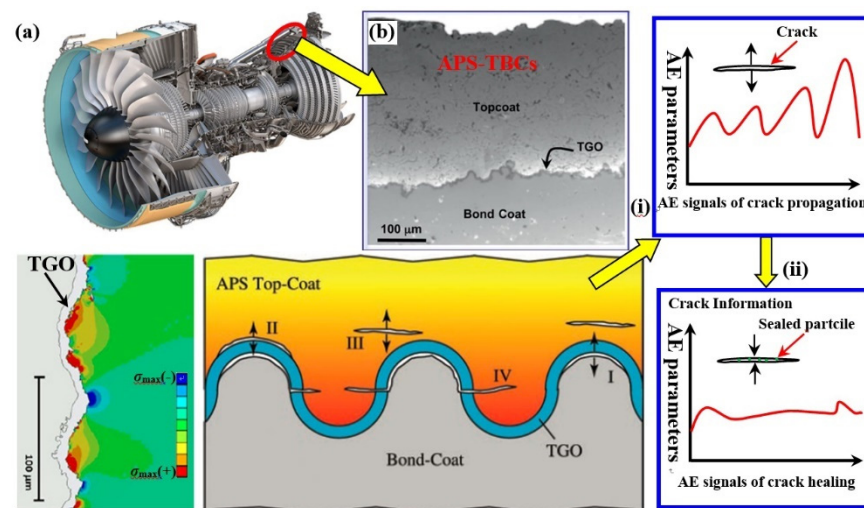 (a)
(b)
APS-TBCs
Topcoat
TGO
Bond Coat
100 μm
(i)
Crack
AE parameters
AE signals of crack propagation
(ii)
TGO
σmax(-)
σmax(+)
100 μm
APS Top-Coat
II
III
IV
I
TGO
Bond-Coat
Crack Information
Sealed partcile
AE parameters
AE signals of crack healing